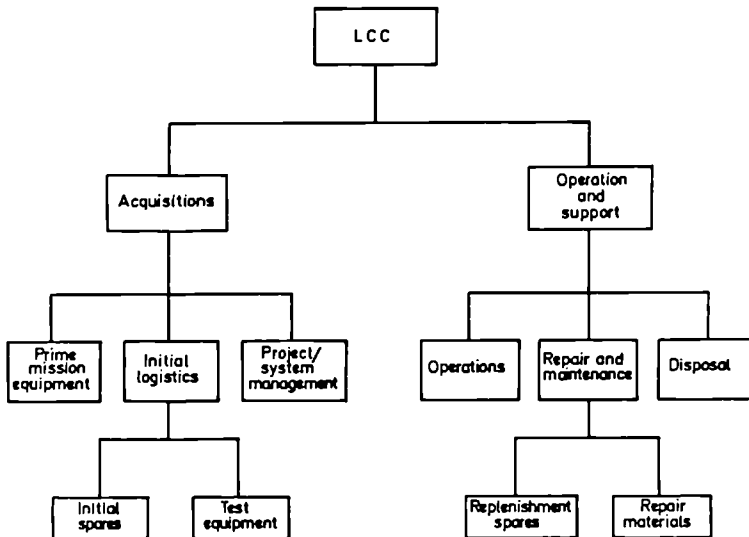 LCC
Acquisitions
Operation
and
support
Prime
mission
equipment
Initial
logistics
Project/
system
management
Operations
Repair and
maintenance
Disposal
Initial
spares
Test
equipment
Replenishment
spares
Repair
materials